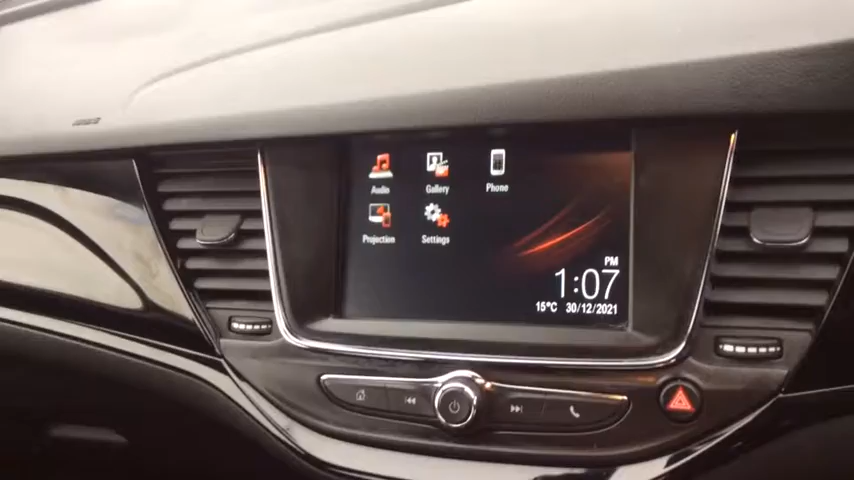 Audio
Gallery
Phone
Projection
Settings
PM
1:07
15°C 30/12/2021